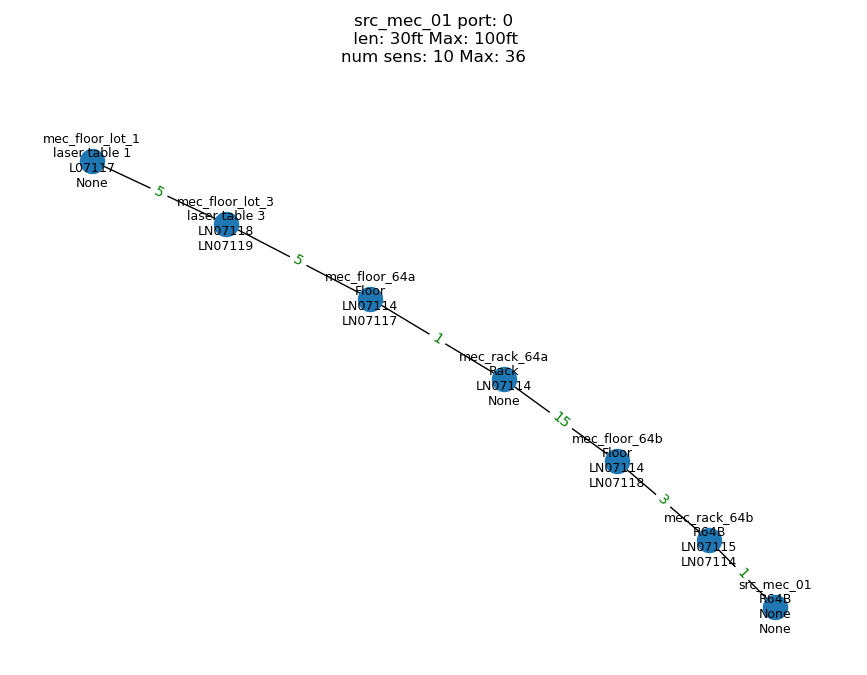 src_mec_01 port: 0
len: 30ft Max: 100ft
num sens: 10 Max: 36
mec_floor_lot_1
laser table 1
L07117
None
5
mec_floor_lot_3
laser table 3
LN07118
LN07119
5
mec_floor_64a
Floor
LN07114
LN07117
1
mec_rack_64a
Rack
LN07114
None
15
mec_floor_64b
Floor
LN07114
LN07118
3
mec_rack_64b
R64B
LN07115
LN07114
1
src_mec_01
R64B
None
None